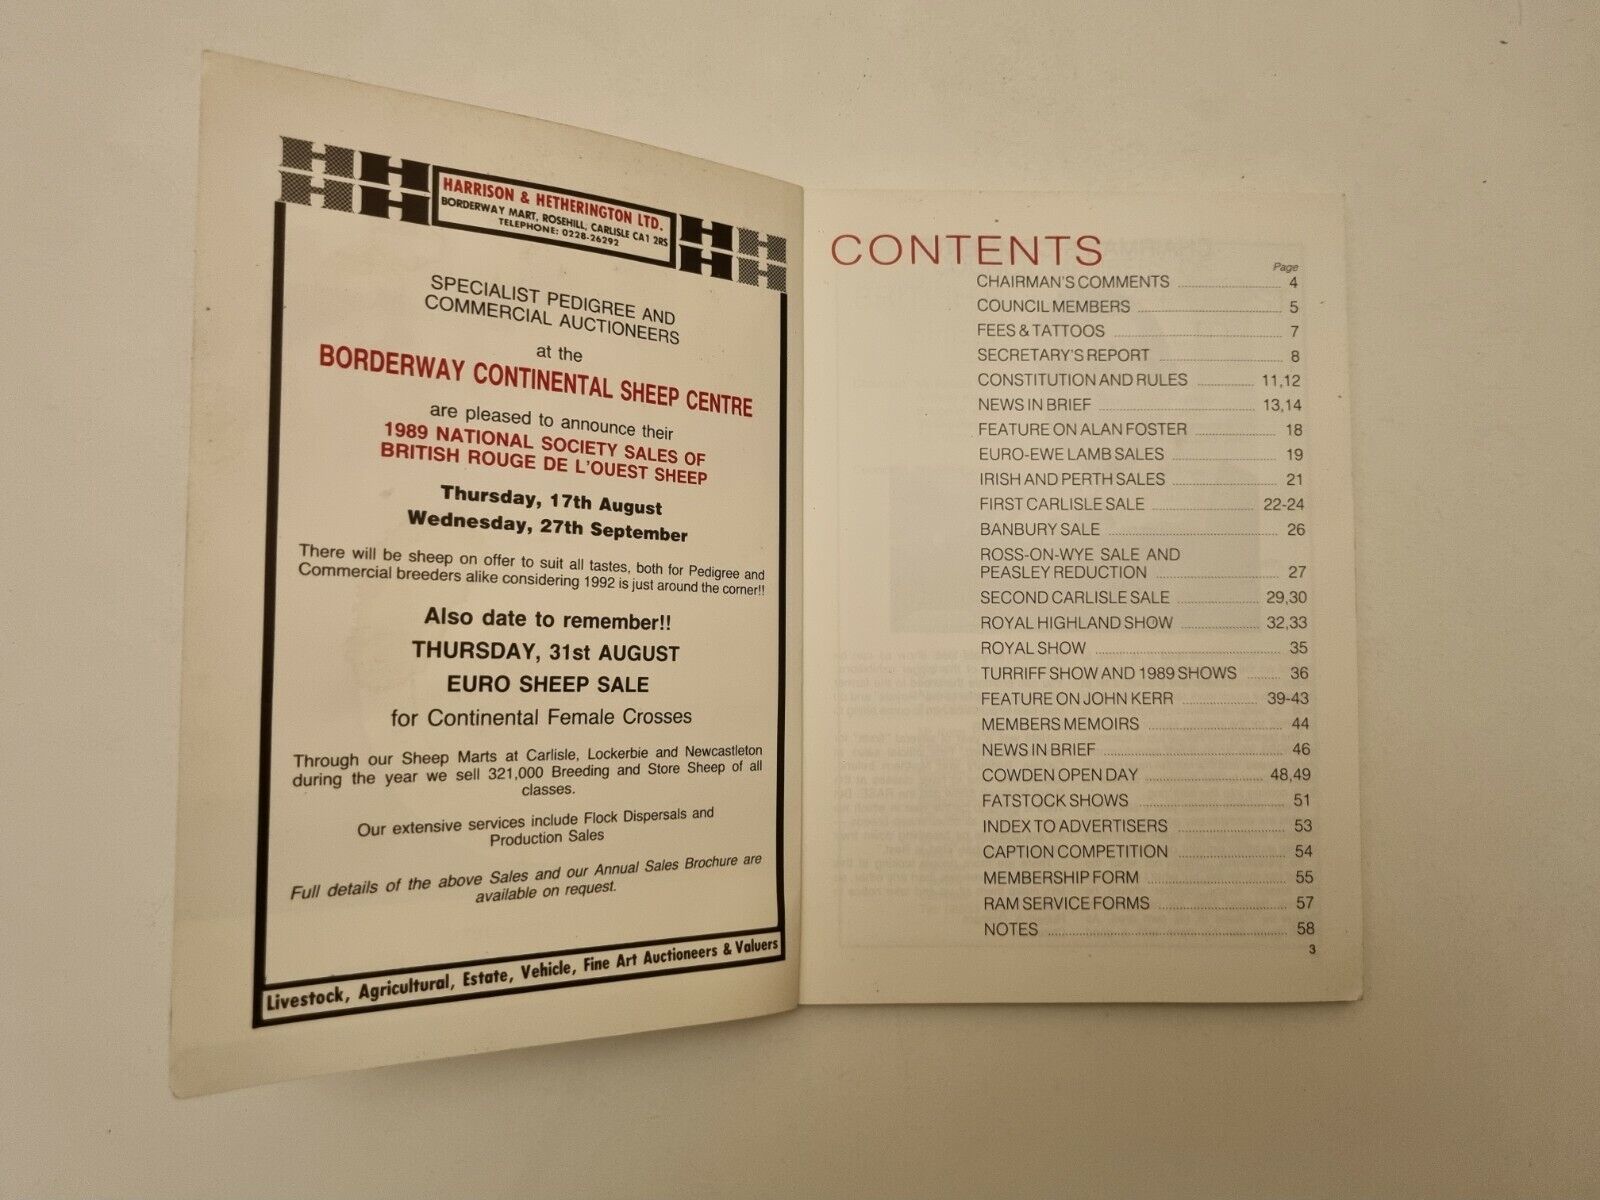 HARRISON & HETHERINGTON LTD.
BORDERWAY MART, ROSEHILL, CARLISLE CA1 2RS
TELEPHONE: 0228-26292
SPECIALIST PEDIGREE AND
COMMERCIAL AUCTIONEERS
at the
BORDERWAY CONTINENTAL SHEEP CENTRE
are pleased to announce their
1989 NATIONAL SOCIETY SALES OF
BRITISH ROUGE DE L'OUEST SHEEP
Thursday, 17th August
Wednesday, 27th September
There will be sheep on offer to suit all tastes, both for Pedigree and
Commercial breeders alike considering 1992 is just around the corner!!
Also date to remember!!
THURSDAY, 31st AUGUST
EURO SHEEP SALE
for Continental Female Crosses
Through our Sheep Marts at Carlisle, Lockerbie and Newcastleton
during the year we sell 321,000 Breeding and Store Sheep of all
classes.
Our extensive services include Flock Dispersals and
Production Sales
Full details of the above Sales and our Annual Sales Brochure are
available on request.
Livestock, Agricultural, Estate, Vehicle, Fine Art Auctioneers & Valuers
CONTENTS
Page
CHAIRMAN'S COMMENTS 4
COUNCIL MEMBERS 5
FEES & TATTOOS 7
SECRETARY'S REPORT 8
CONSTITUTION AND RULES 11,12
NEWS IN BRIEF 13,14
FEATURE ON ALAN FOSTER 18
EURO-EWE LAMB SALES 19
IRISH AND PERTH SALES 21
FIRST CARLISLE SALE 22-24
BANBURY SALE 26
ROSS-ON-WYE SALE AND
PEASLEY REDUCTION 27
SECOND CARLISLE SALE 29,30
ROYAL HIGHLAND SHOW 32,33
ROYAL SHOW 35
TURRIFF SHOW AND 1989 SHOWS 36
FEATURE ON JOHN KERR 39-43
MEMBERS MEMOIRS 44
NEWS IN BRIEF 46
COWDEN OPEN DAY 48,49
FATSTOCK SHOWS 51
INDEX TO ADVERTISERS 53
CAPTION COMPETITION 54
MEMBERSHIP FORM 55
RAM SERVICE FORMS 57
NOTES 58
3